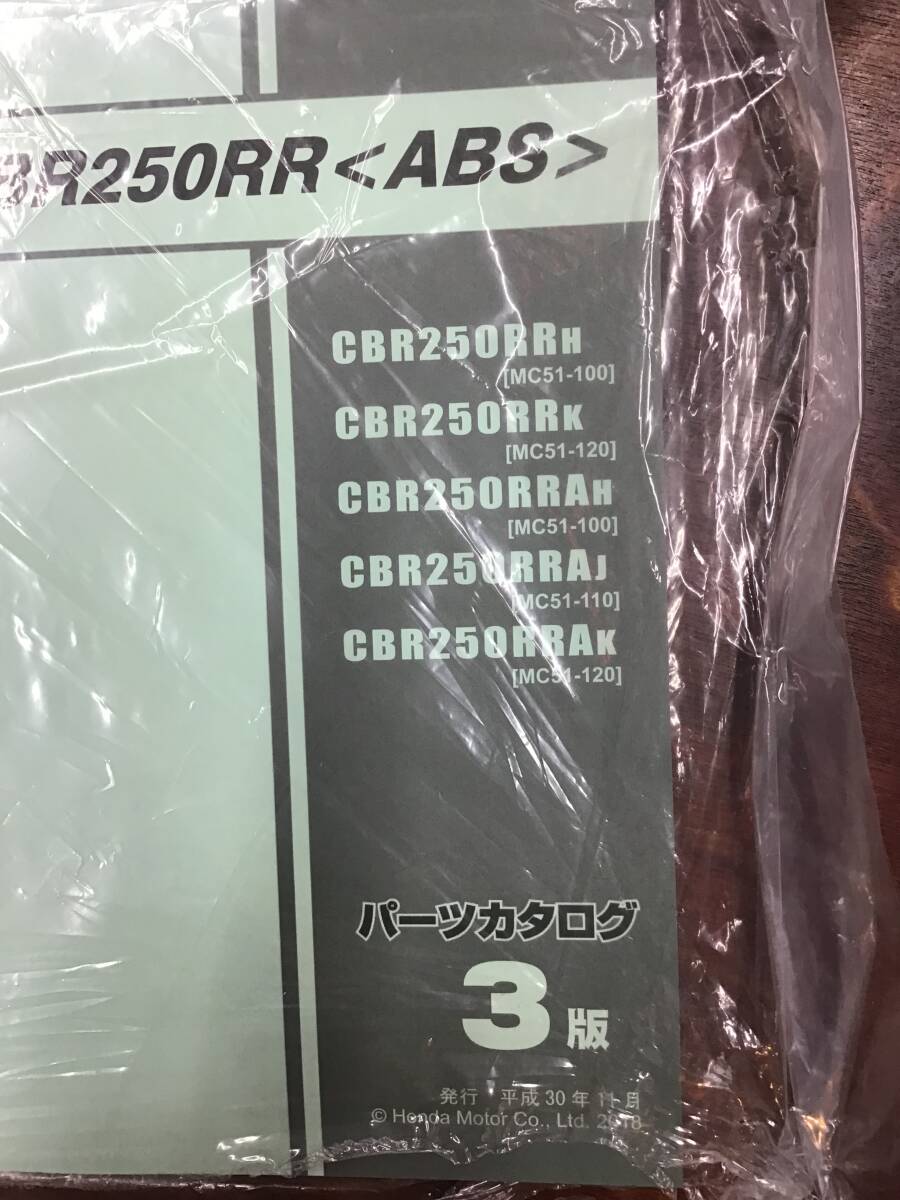 BR250RR<ABS>
CBR250RRH
[MC51-100]
CBR250RRK
[MC51-120]
CBR250RRAH
[MC51-100]
CBR250RRAJ
[MC51-110]
CBR250RRAK
[MC51-120]
パーツカタログ
3版
発行 平成30年11月
© Honda Motor Co., Ltd. 2018